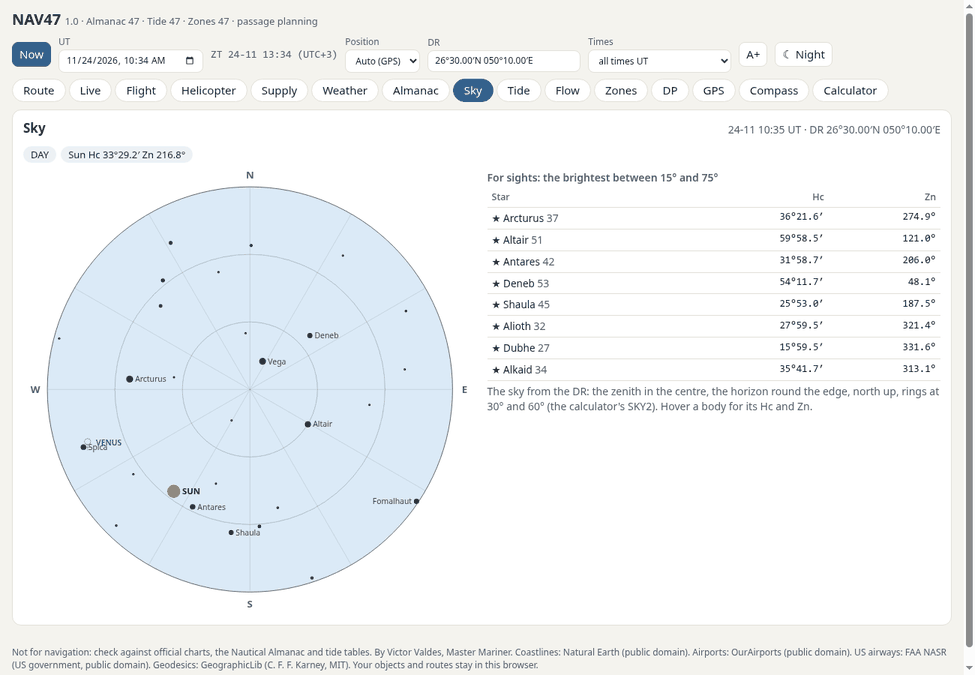 NAV47 1.0 · Almanac 47 · Tide 47 · Zones 47 · passage planning
Now
UT
11/24/2026, 10:34 AM
ZT 24-11 13:34 (UTC+3)
Position
Auto (GPS)
DR
26°30.00′N 050°10.00′E
Times
all times UT
A+
☾ Night
Route
Live
Flight
Helicopter
Supply
Weather
Almanac
Sky
Tide
Flow
Zones
DP
GPS
Compass
Calculator
Sky
24-11 10:35 UT · DR 26°30.00′N 050°10.00′E
DAY
Sun Hc 33°29.2′ Zn 216.8°
N
Deneb
Vega
Arcturus
W
E
Altair
VENUS
Spica
SUN
Antares
Fomalhaut
Shaula
S
For sights: the brightest between 15° and 75°
Star Hc Zn
★ Arcturus 37 36°21.6′ 274.9°
★ Altair 51 59°58.5′ 121.0°
★ Antares 42 31°58.7′ 206.0°
★ Deneb 53 54°11.7′ 48.1°
★ Shaula 45 25°53.0′ 187.5°
★ Alioth 32 27°59.5′ 321.4°
★ Dubhe 27 15°59.5′ 331.6°
★ Alkaid 34 35°41.7′ 313.1°
The sky from the DR: the zenith in the centre, the horizon round the edge, north up, rings at
30° and 60° (the calculator's SKY2). Hover a body for its Hc and Zn.
Not for navigation: check against official charts, the Nautical Almanac and tide tables. By Victor Valdes, Master Mariner. Coastlines: Natural Earth (public domain). Airports: OurAirports (public domain). US airways: FAA NASR
(US government, public domain). Geodesics: GeographicLib (C. F. F. Karney, MIT). Your objects and routes stay in this browser.